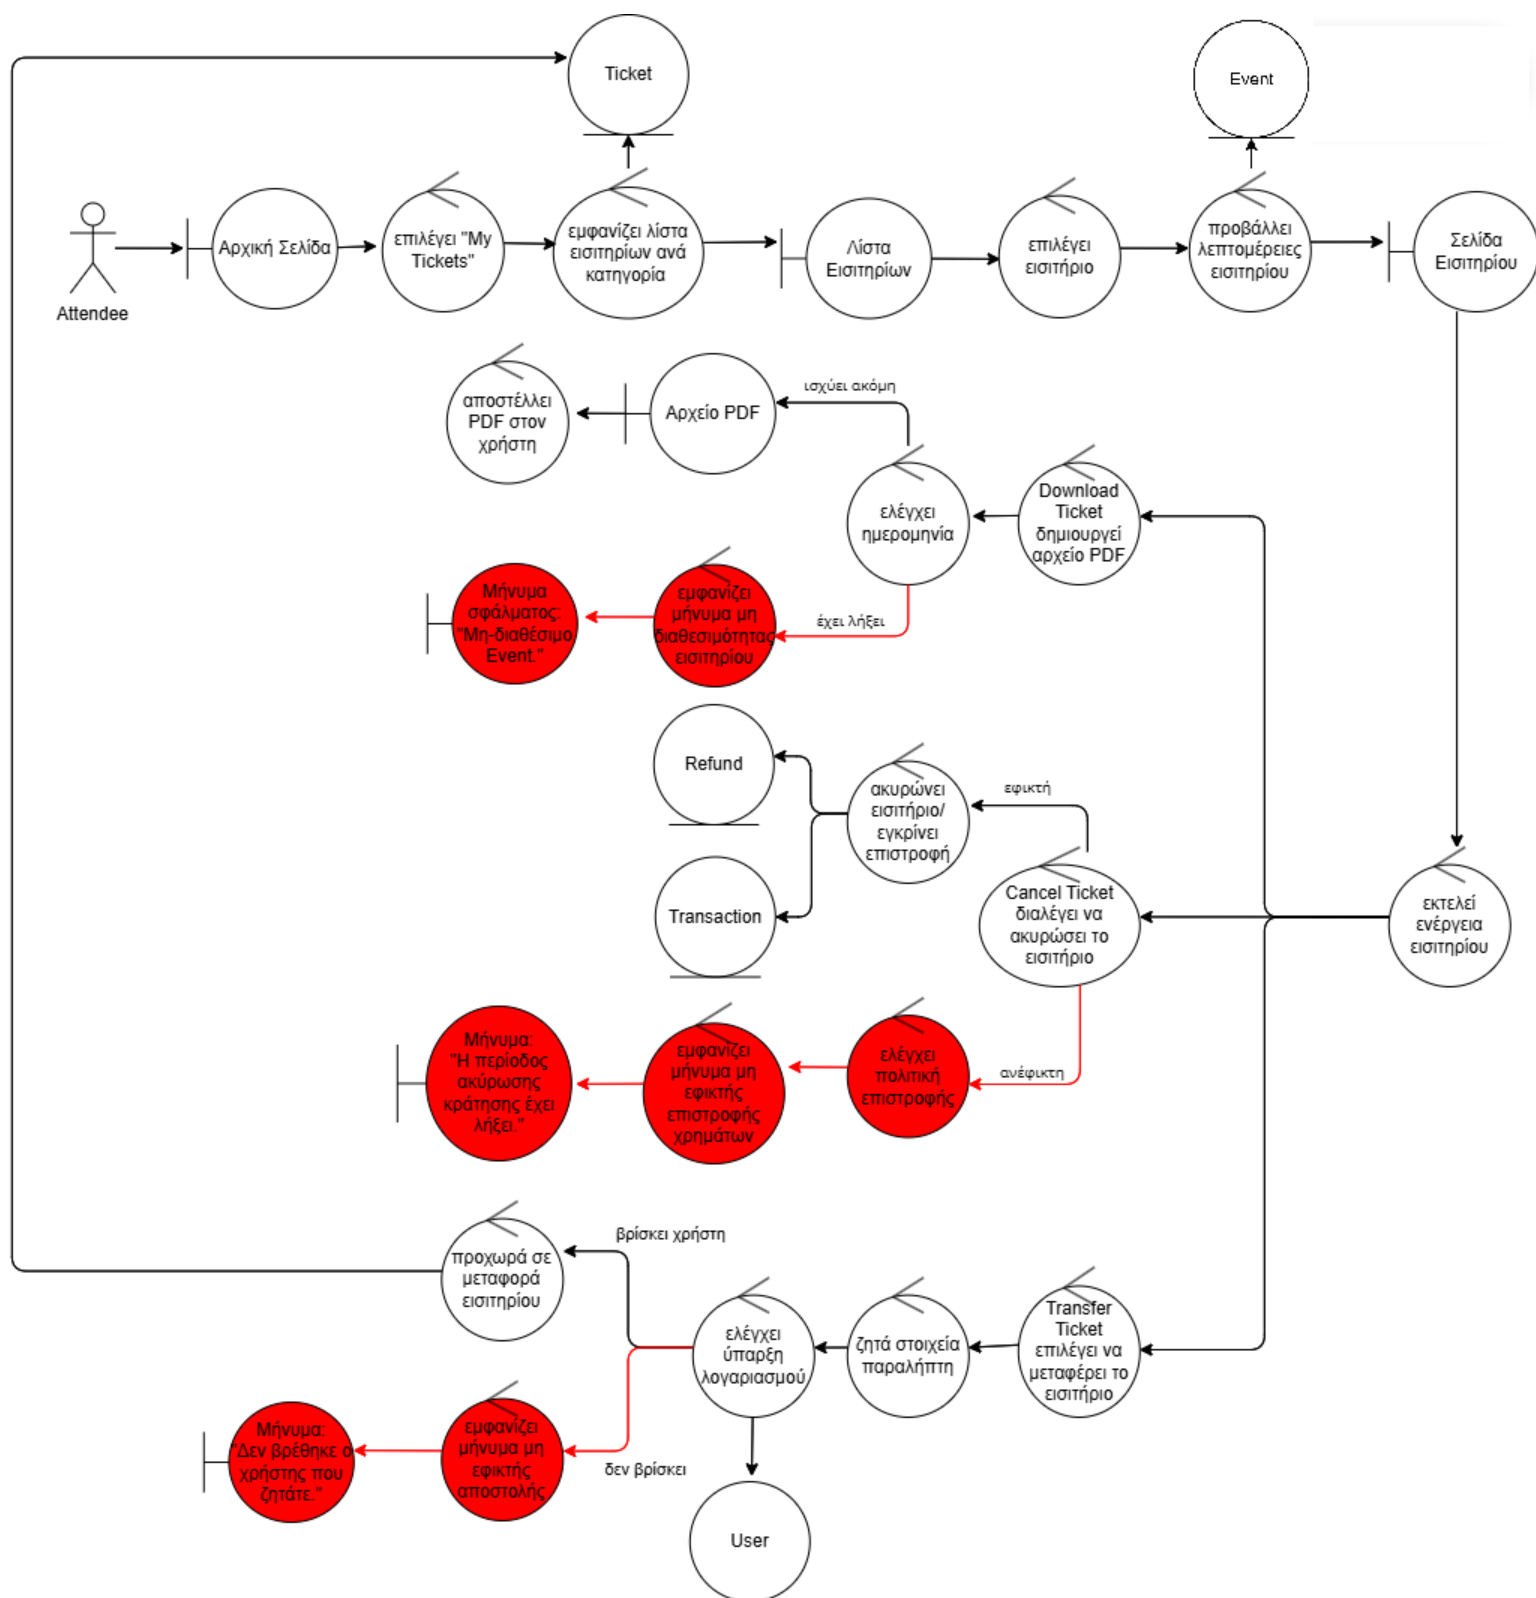 Ticket
Event
Attendee
Αρχική Σελίδα
επιλέγει "My
Tickets"
εμφανίζει λίστα
εισιτηρίων ανά
κατηγορία
Λίστα
Εισιτηρίων
επιλέγει
εισιτήριο
προβάλλει
λεπτομέρειες
εισιτηρίου
Σελίδα
Εισιτηρίου
αποστέλλει
PDF στον
χρήστη
Αρχείο PDF
ισχύει ακόμη
ελέγχει
ημερομηνία
Download
Ticket
δημιουργεί
αρχείο PDF
Μήνυμα
σφάλματος:
"Μη-διαθέσιμο
Event."
εμφανίζει
μήνυμα μη
διαθεσιμότητας
εισιτηρίου
έχει λήξει
Refund
Transaction
ακυρώνει
εισιτήριο/
εγκρίνει
επιστροφή
εφικτή
Cancel Ticket
διαλέγει να
ακυρώσει το
εισιτήριο
εκτελεί
ενέργεια
εισιτηρίου
Μήνυμα:
"Η περίοδος
ακύρωσης
κράτησης έχει
λήξει."
εμφανίζει
μήνυμα μη
εφικτής
επιστροφής
χρημάτων
ελέγχει
πολιτική
επιστροφής
ανέφικτη
προχωρά σε
μεταφορά
εισιτηρίου
βρίσκει χρήστη
ελέγχει
ύπαρξη
λογαριασμού
ζητά στοιχεία
παραλήπτη
Transfer
Ticket
επιλέγει να
μεταφέρει το
εισιτήριο
Μήνυμα:
"Δεν βρέθηκε ο
χρήστης που
ζητάτε."
εμφανίζει
μήνυμα μη
εφικτής
αποστολής
δεν βρίσκει
User